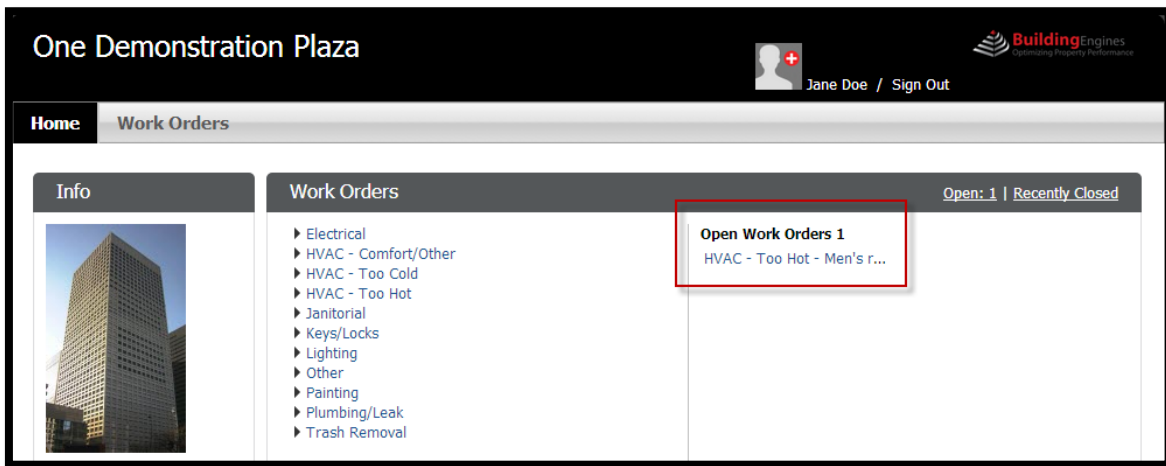 One Demonstration Plaza
BuildingEngines
Optimizing Property Performance
Jane Doe / Sign Out
Home Work Orders
Info
Work Orders
Open: 1 | Recently Closed
Electrical
HVAC - Comfort/Other
HVAC - Too Cold
HVAC - Too Hot
Janitorial
Keys/Locks
Lighting
Other
Painting
Plumbing/Leak
Trash Removal
Open Work Orders 1
HVAC - Too Hot - Men's r...